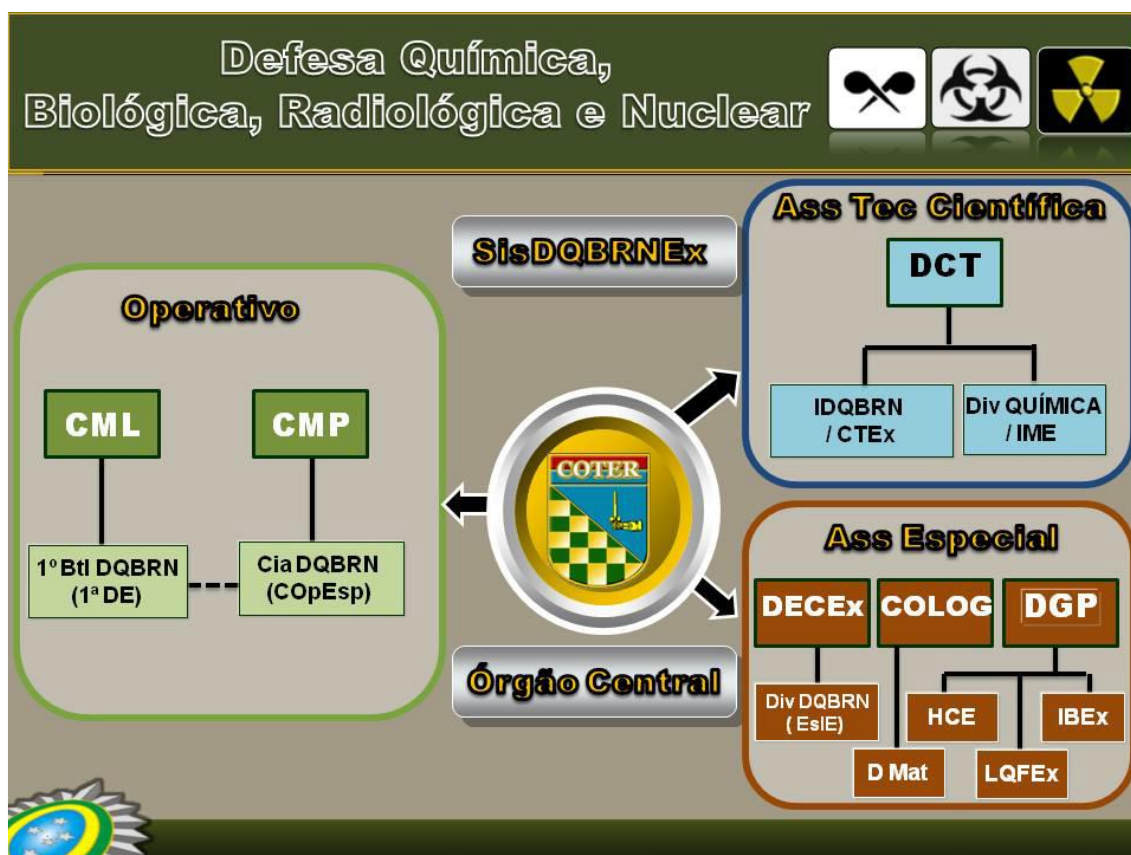 Defesa Química,
Biológica, Radiológica e Nuclear
SisDQBRNEx
Operativo
CML
CMP
1º Btl DQBRN
(1ª DE)
Cia DQBRN
(COpEsp)
COTER
Órgão Central
Ass Tec Científica
DCT
IDQBRN
/ CTEx
Div QUÍMICA
/ IME
Ass Especial
DECEx
COLOG
DGP
Div DQBRN
( EsIE)
HCE
IBEx
D Mat
LQFEx